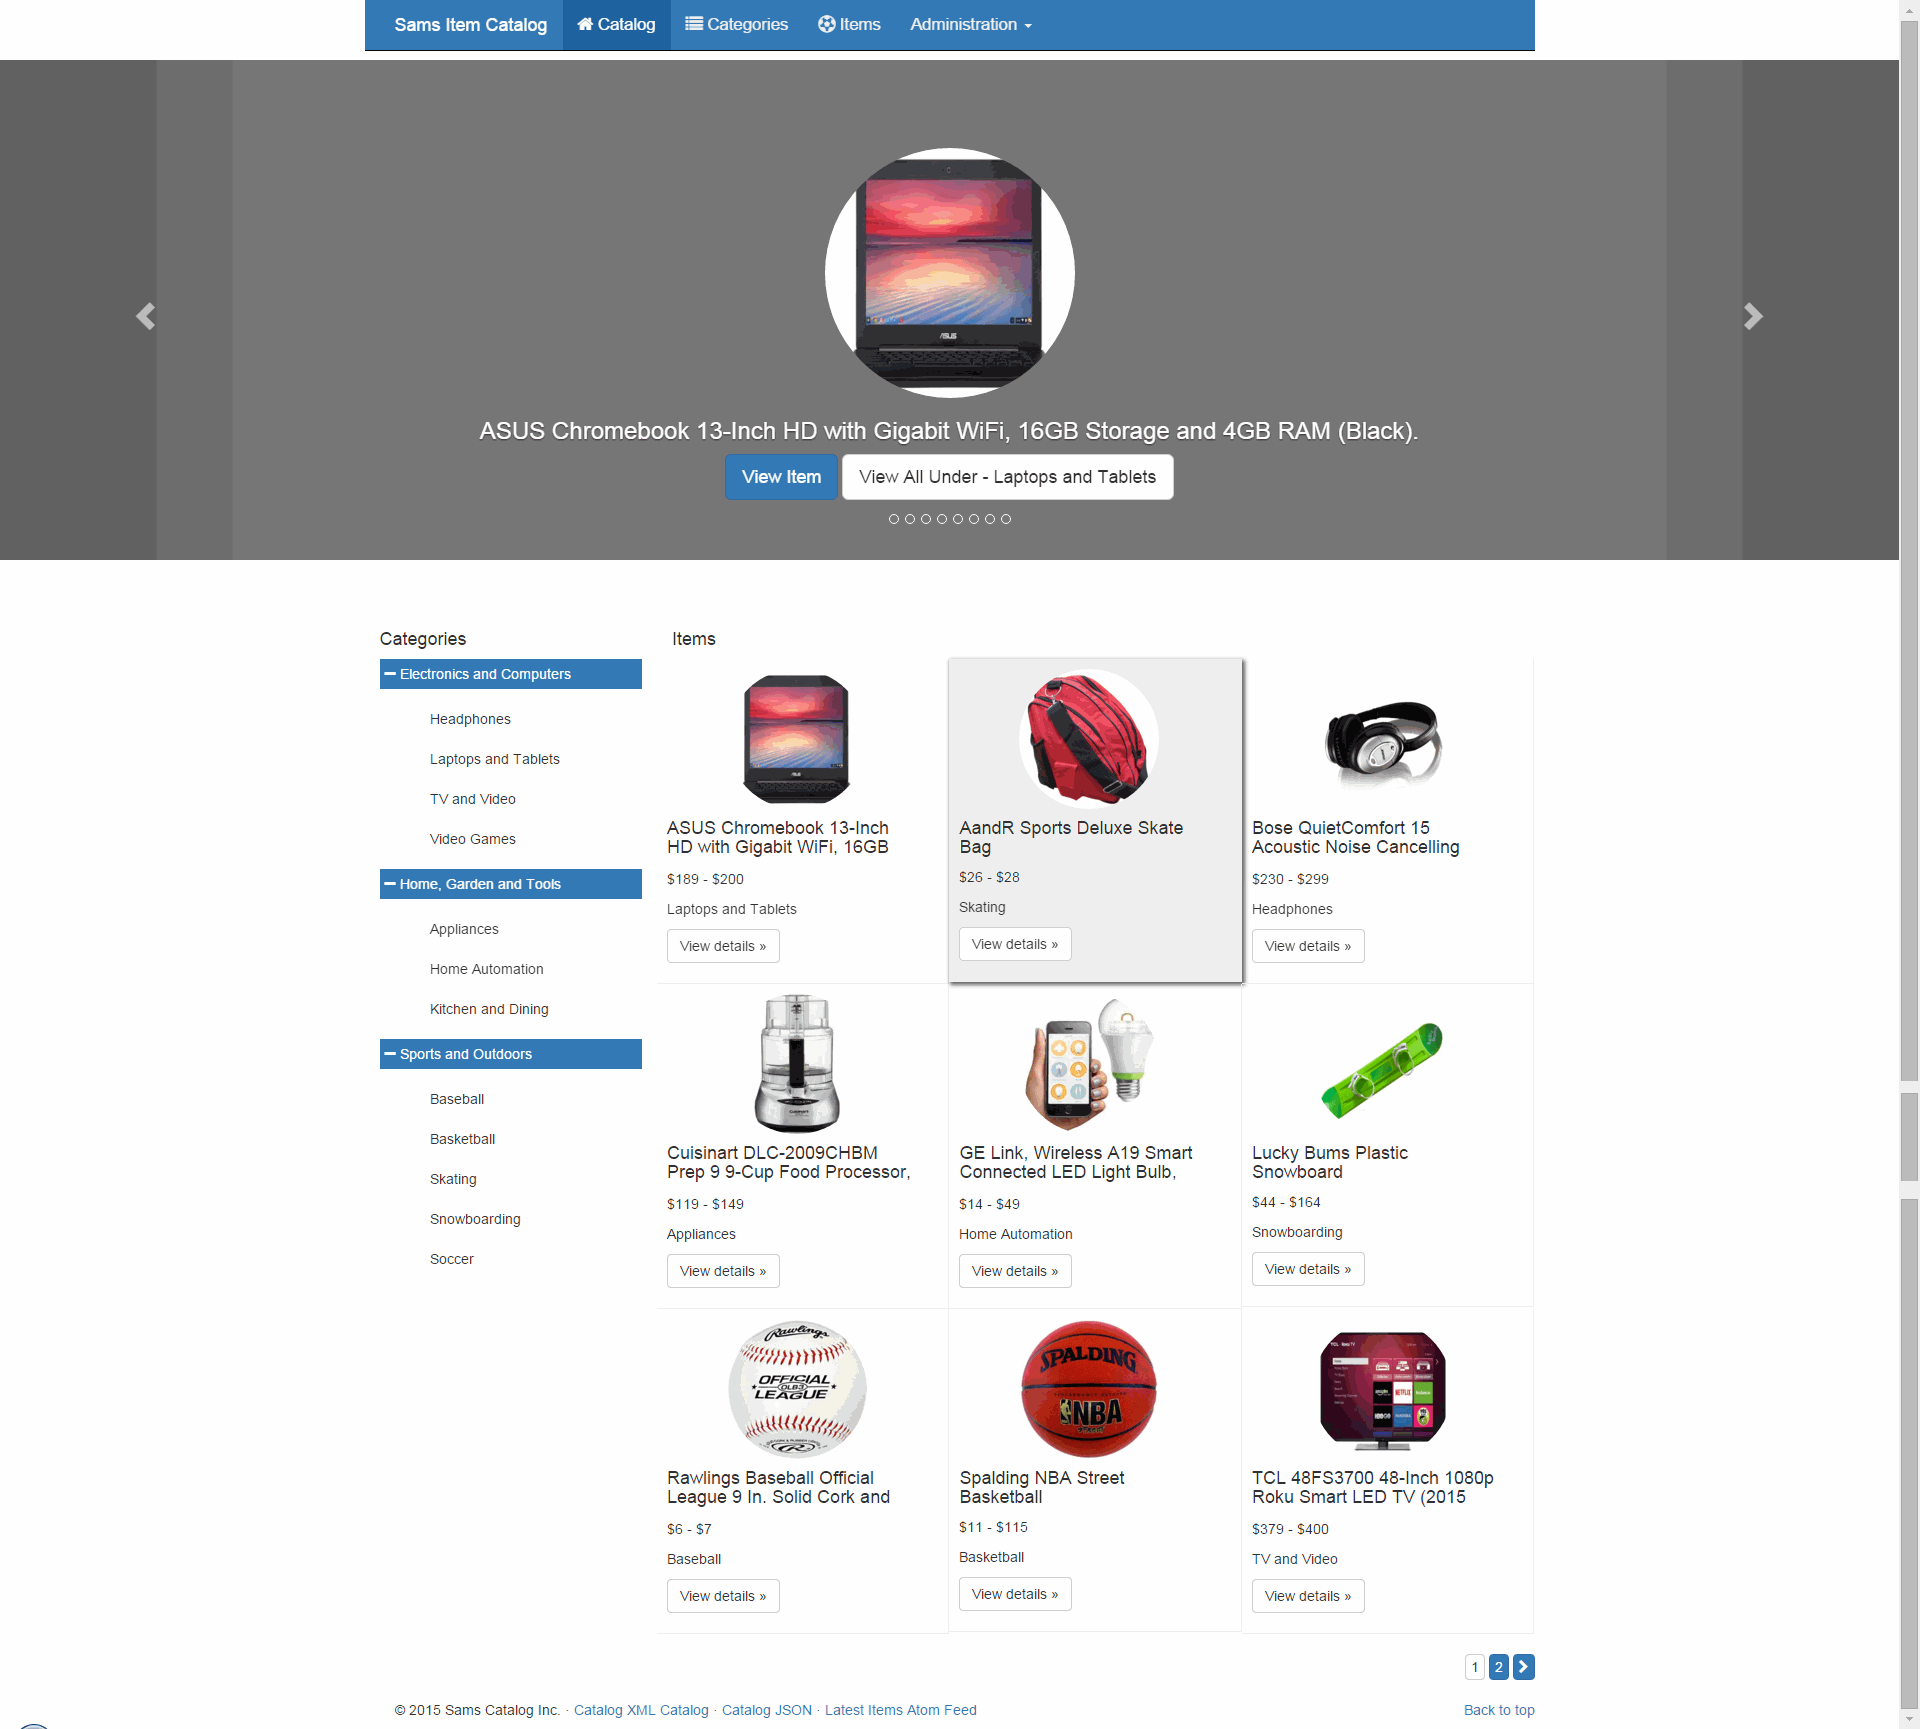 Sams Item Catalog Catalog Categories Items Administration
ASUS
ASUS Chromebook 13-Inch HD with Gigabit WiFi, 16GB Storage and 4GB RAM (Black).
View Item View All Under - Laptops and Tablets
Categories
Electronics and Computers
Headphones
Laptops and Tablets
TV and Video
Video Games
Home, Garden and Tools
Appliances
Home Automation
Kitchen and Dining
Sports and Outdoors
Baseball
Basketball
Skating
Snowboarding
Soccer
Items
ASUS Chromebook 13-Inch
HD with Gigabit WiFi, 16GB
$189 - $200
Laptops and Tablets
View details »
AandR Sports Deluxe Skate
Bag
$26 - $28
Skating
View details »
Bose QuietComfort 15
Acoustic Noise Cancelling
$230 - $299
Headphones
View details »
Cuisinart DLC-2009CHBM
Prep 9 9-Cup Food Processor,
$119 - $149
Appliances
View details »
GE Link, Wireless A19 Smart
Connected LED Light Bulb,
$14 - $49
Home Automation
View details »
Lucky Bums Plastic
Snowboard
$44 - $164
Snowboarding
View details »
Rawlings
OFFICIAL
OLB3
LEAGUE
Rawlings Baseball Official
League 9 In. Solid Cork and
$6 - $7
Baseball
View details »
SPALDING
NBA
Spalding NBA Street
Basketball
$11 - $115
Basketball
View details »
NETFLIX
TCL 48FS3700 48-Inch 1080p
Roku Smart LED TV (2015
$379 - $400
TV and Video
View details »
1 2
© 2015 Sams Catalog Inc. · Catalog XML Catalog · Catalog JSON · Latest Items Atom Feed Back to top